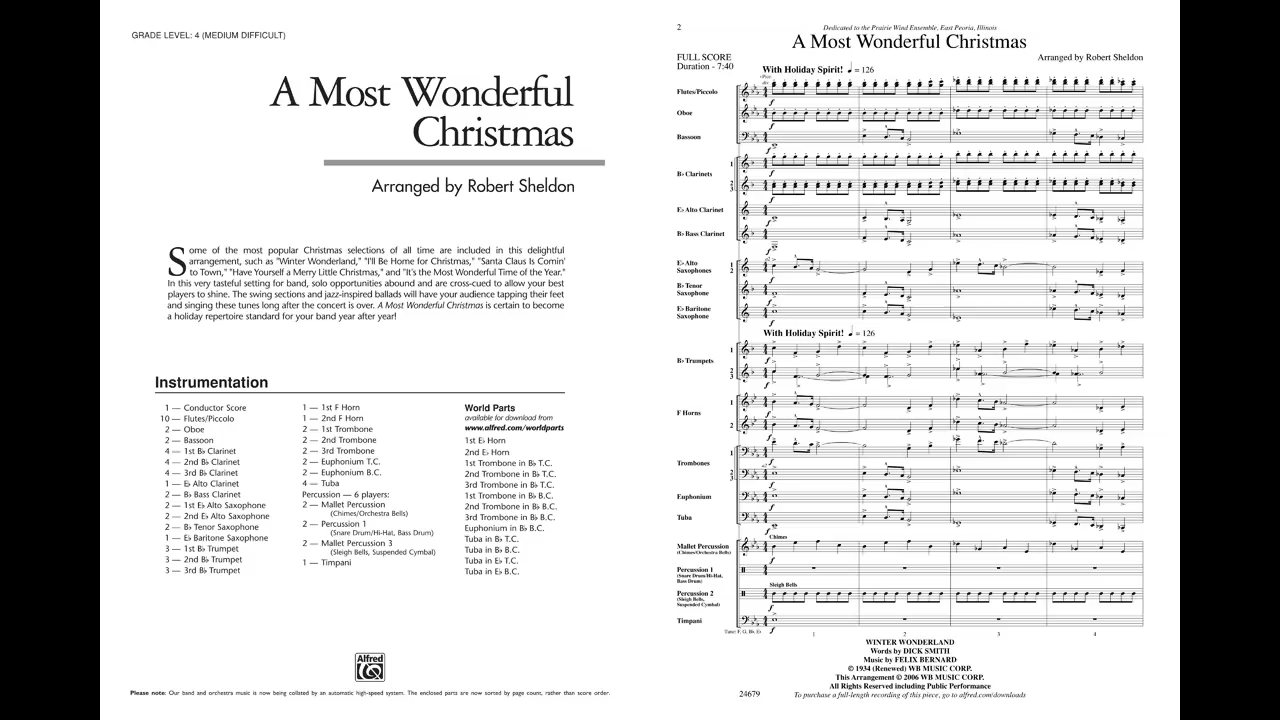 GRADE LEVEL: 4 (MEDIUM DIFFICULT)
A Most Wonderful
Christmas
Arranged by Robert Sheldon
Some of the most popular Christmas selections of all time are included in this delightful
arrangement, such as "Winter Wonderland," "I'll Be Home for Christmas," "Santa Claus Is Comin'
to Town," "Have Yourself a Merry Little Christmas," and "It's the Most Wonderful Time of the Year."
In this very tasteful setting for band, solo opportunities abound and are cross-cued to allow your best
players to shine. The swing sections and jazz-inspired ballads will have your audience tapping their feet
and singing these tunes long after the concert is over. A Most Wonderful Christmas is certain to become
a holiday repertoire standard for your band year after year!
Instrumentation
1 — Conductor Score
10 — Flutes/Piccolo
2 — Oboe
2 — Bassoon
4 — 1st B♭ Clarinet
4 — 2nd B♭ Clarinet
4 — 3rd B♭ Clarinet
1 — E♭ Alto Clarinet
2 — B♭ Bass Clarinet
2 — 1st E♭ Alto Saxophone
2 — 2nd E♭ Alto Saxophone
2 — B♭ Tenor Saxophone
1 — E♭ Baritone Saxophone
3 — 1st B♭ Trumpet
3 — 2nd B♭ Trumpet
3 — 3rd B♭ Trumpet
1 — 1st F Horn
1 — 2nd F Horn
2 — 1st Trombone
2 — 2nd Trombone
2 — 3rd Trombone
2 — Euphonium T.C.
2 — Euphonium B.C.
4 — Tuba
Percussion — 6 players:
2 — Mallet Percussion
(Chimes/Orchestra Bells)
2 — Percussion 1
(Snare Drum/Hi-Hat, Bass Drum)
2 — Mallet Percussion 3
(Sleigh Bells, Suspended Cymbal)
1 — Timpani
World Parts
available for download from
www.alfred.com/worldparts
1st E♭ Horn
2nd E♭ Horn
1st Trombone in B♭ T.C.
2nd Trombone in B♭ T.C.
3rd Trombone in B♭ T.C.
1st Trombone in B♭ B.C.
2nd Trombone in B♭ B.C.
3rd Trombone in B♭ B.C.
Euphonium in B♭ B.C.
Tuba in B♭ T.C.
Tuba in B♭ B.C.
Tuba in E♭ T.C.
Tuba in E♭ B.C.
Alfred
Please note: Our band and orchestra music is now being collated by an automatic high-speed system. The enclosed parts are now sorted by page count, rather than score order.
2
Dedicated to the Prairie Wind Ensemble, East Peoria, Illinois
A Most Wonderful Christmas
FULL SCORE
Duration - 7:40
Arranged by Robert Sheldon
With Holiday Spirit! ♩ = 126
Flutes/Piccolo
Oboe
Bassoon
B♭ Clarinets
1
2
3
E♭ Alto Clarinet
B♭ Bass Clarinet
E♭ Alto
Saxophones
1
2
B♭ Tenor
Saxophone
E♭ Baritone
Saxophone
With Holiday Spirit! ♩ = 126
B♭ Trumpets
1
2
3
F Horns
1
2
Trombones
1
2
3
Euphonium
Tuba
Mallet Percussion
(Chimes/Orchestra Bells)
Chimes
Percussion 1
(Snare Drum/Hi-Hat,
Bass Drum)
Percussion 2
(Sleigh Bells,
Suspended Cymbal)
Sleigh Bells
Timpani
Tune: F, G, B♭, E♭
1 2 3 4
WINTER WONDERLAND
Words by DICK SMITH
Music by FELIX BERNARD
© 1934 (Renewed) WB MUSIC CORP.
This Arrangement © 2006 WB MUSIC CORP.
All Rights Reserved including Public Performance
24679
To purchase a full-length recording of this piece, go to alfred.com/downloads